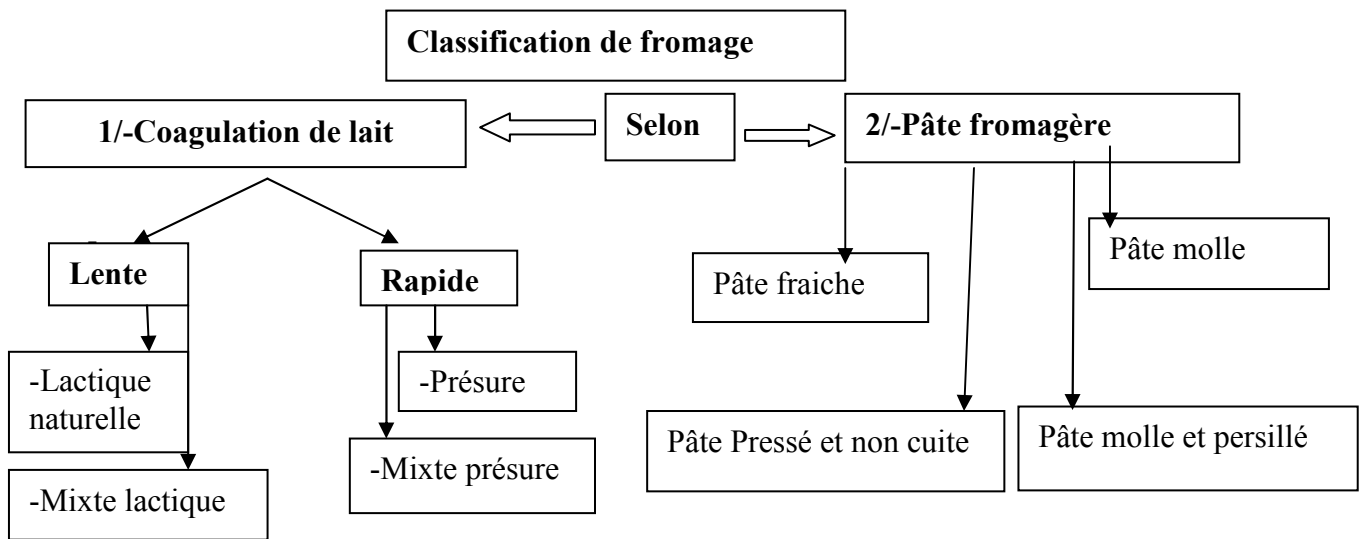 Classification de fromage
1/-Coagulation de lait
Selon
2/-Pâte fromagère
Lente
Rapide
Pâte fraiche
Pâte molle
-Lactique
naturelle
-Présure
-Mixte lactique
-Mixte présure
Pâte Pressé et non cuite
Pâte molle et persillé